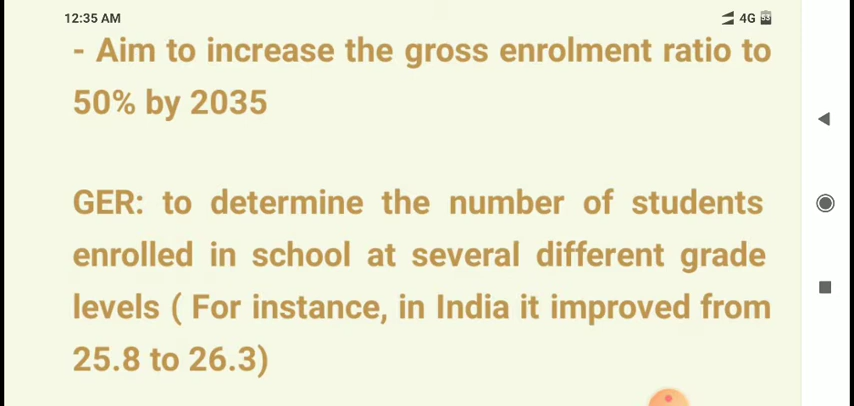 12:35 AM 4G 53
- Aim to increase the gross enrolment ratio to
50% by 2035
GER: to determine the number of students
enrolled in school at several different grade
levels ( For instance, in India it improved from
25.8 to 26.3)